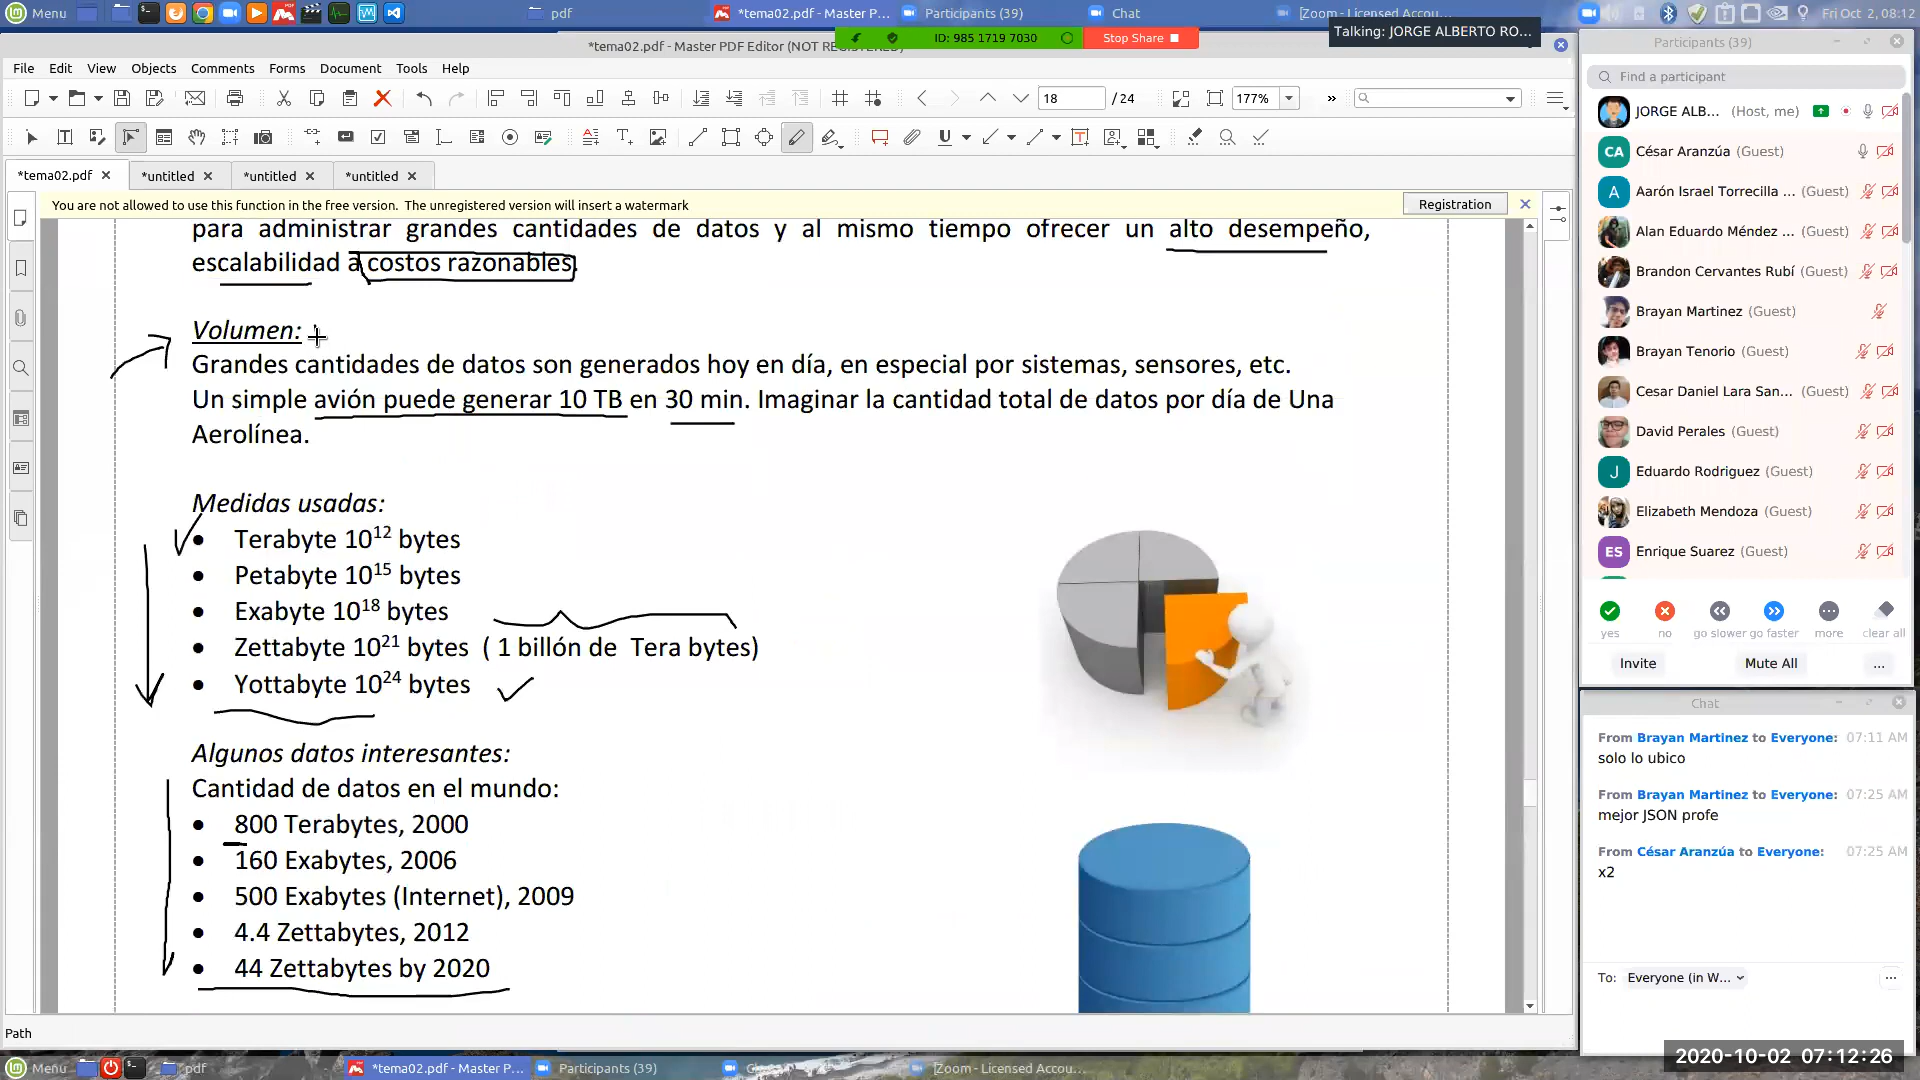 Menu
pdf
*tema02.pdf - Master P...
Participants (39)
Chat
[Zoom - Licensed Accou...
Fri Oct 2, 08:12
*tema02.pdf - Master PDF Editor (NOT REGISTERED)
ID: 985 1719 7030
Stop Share
Talking: JORGE ALBERTO RO...
File Edit View Objects Comments Forms Document Tools Help
18 / 24
177%
*tema02.pdf
*untitled
*untitled
*untitled
You are not allowed to use this function in the free version. The unregistered version will insert a watermark
Registration
para administrar grandes cantidades de datos y al mismo tiempo ofrecer un alto desempeño,
escalabilidad a costos razonables.
Volumen:
Grandes cantidades de datos son generados hoy en día, en especial por sistemas, sensores, etc.
Un simple avión puede generar 10 TB en 30 min. Imaginar la cantidad total de datos por día de Una
Aerolínea.
Medidas usadas:
• Terabyte 10¹² bytes
• Petabyte 10¹⁵ bytes
• Exabyte 10¹⁸ bytes
• Zettabyte 10²¹ bytes ( 1 billón de Tera bytes)
• Yottabyte 10²⁴ bytes
Algunos datos interesantes:
Cantidad de datos en el mundo:
• 800 Terabytes, 2000
• 160 Exabytes, 2006
• 500 Exabytes (Internet), 2009
• 4.4 Zettabytes, 2012
• 44 Zettabytes by 2020
Path
Participants (39)
Find a participant
JORGE ALB... (Host, me)
CA César Aranzúa (Guest)
A Aarón Israel Torrecilla ... (Guest)
Alan Eduardo Méndez ... (Guest)
Brandon Cervantes Rubí (Guest)
Brayan Martinez (Guest)
Brayan Tenorio (Guest)
Cesar Daniel Lara San... (Guest)
David Perales (Guest)
J Eduardo Rodriguez (Guest)
Elizabeth Mendoza (Guest)
ES Enrique Suarez (Guest)
yes no go slower go faster more clear all
Invite Mute All ...
Chat
From Brayan Martinez to Everyone: 07:11 AM
solo lo ubico
From Brayan Martinez to Everyone: 07:25 AM
mejor JSON profe
From César Aranzúa to Everyone: 07:25 AM
x2
To: Everyone (in W...
Menu
pdf
*tema02.pdf - Master P...
Participants (39)
[Zoom - Licensed Accou...
2020-10-02 07:12:26